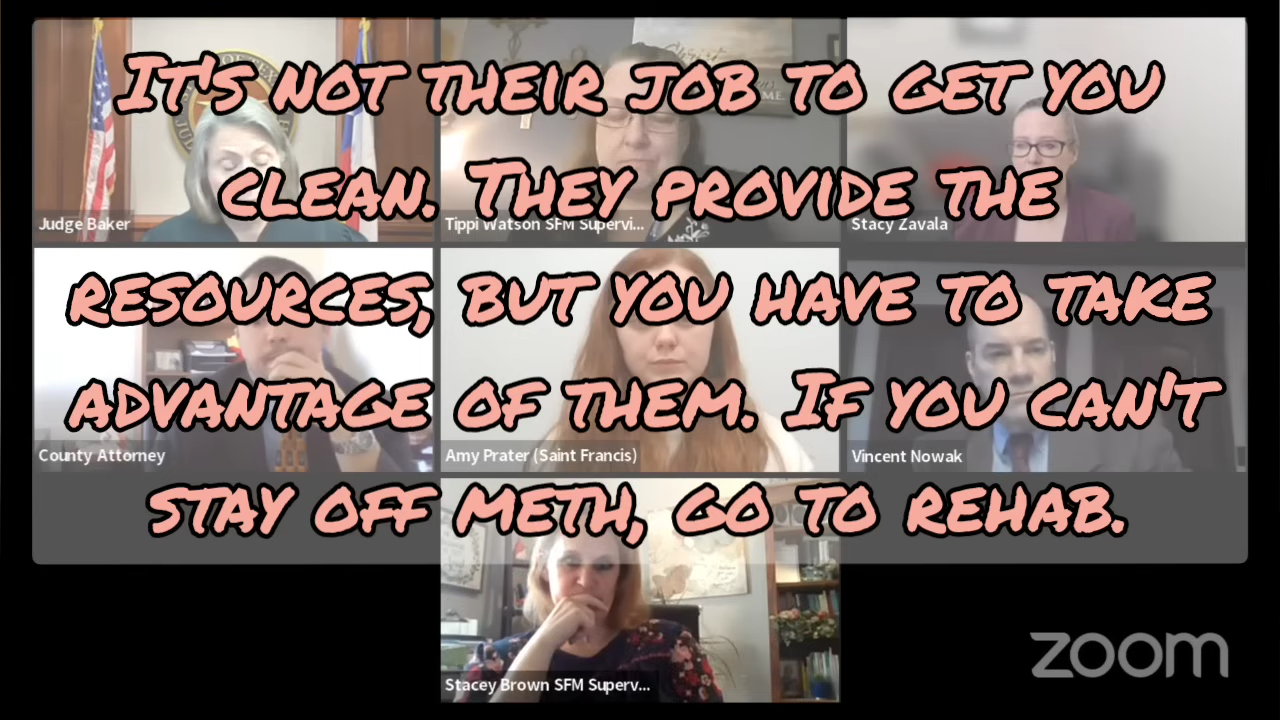 It's not their job to get you
clean. They provide the
resources, but you have to take
advantage of them. If you can't
stay off meth, go to rehab.
Judge Baker
Tippi Watson SFM Supervi...
Stacy Zavala
County Attorney
Amy Prater (Saint Francis)
Vincent Nowak
Stacey Brown SFM Superv...
zoom